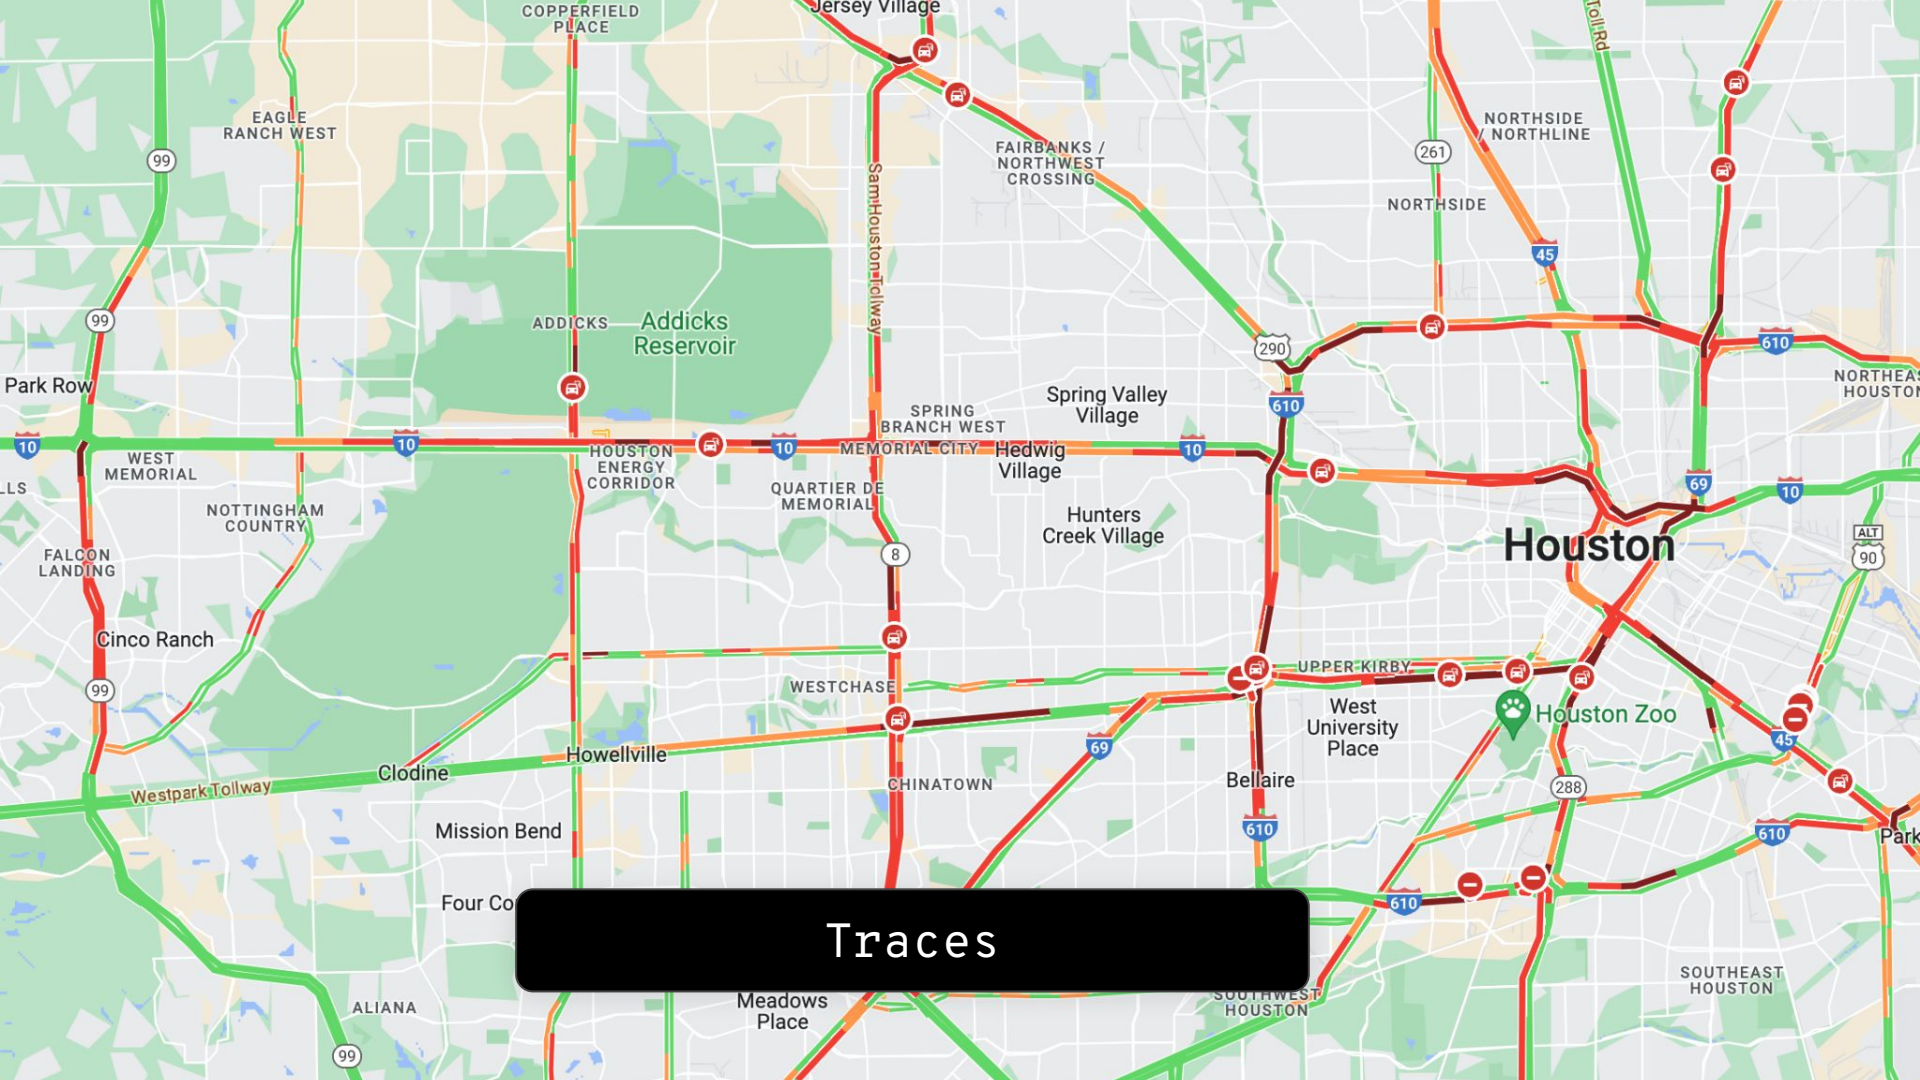 Jersey Village
COPPERFIELD
PLACE
Toll Rd
EAGLE
RANCH WEST
NORTHSIDE
/ NORTHLINE
99
261
FAIRBANKS /
NORTHWEST
CROSSING
Sam Houston Tollway
NORTHSIDE
45
99
ADDICKS
Addicks
Reservoir
290
610
Park Row
NORTHEAS
HOUSTON
Spring Valley
Village
610
SPRING
BRANCH WEST
10
10
10
MEMORIAL CITY
Hedwig
Village
10
WEST
MEMORIAL
HOUSTON
ENERGY
CORRIDOR
LLS
QUARTIER DE
MEMORIAL
69
10
NOTTINGHAM
COUNTRY
Hunters
Creek Village
Houston
ALT
90
FALCON
LANDING
8
Cinco Ranch
99
WESTCHASE
UPPER KIRBY
West
University
Place
Houston Zoo
69
45
Howellville
Clodine
CHINATOWN
Bellaire
288
Westpark Tollway
Mission Bend
610
610
Park
Four Co
610
Traces
SOUTHEAST
HOUSTON
ALIANA
Meadows
Place
SOUTHWEST
HOUSTON
99